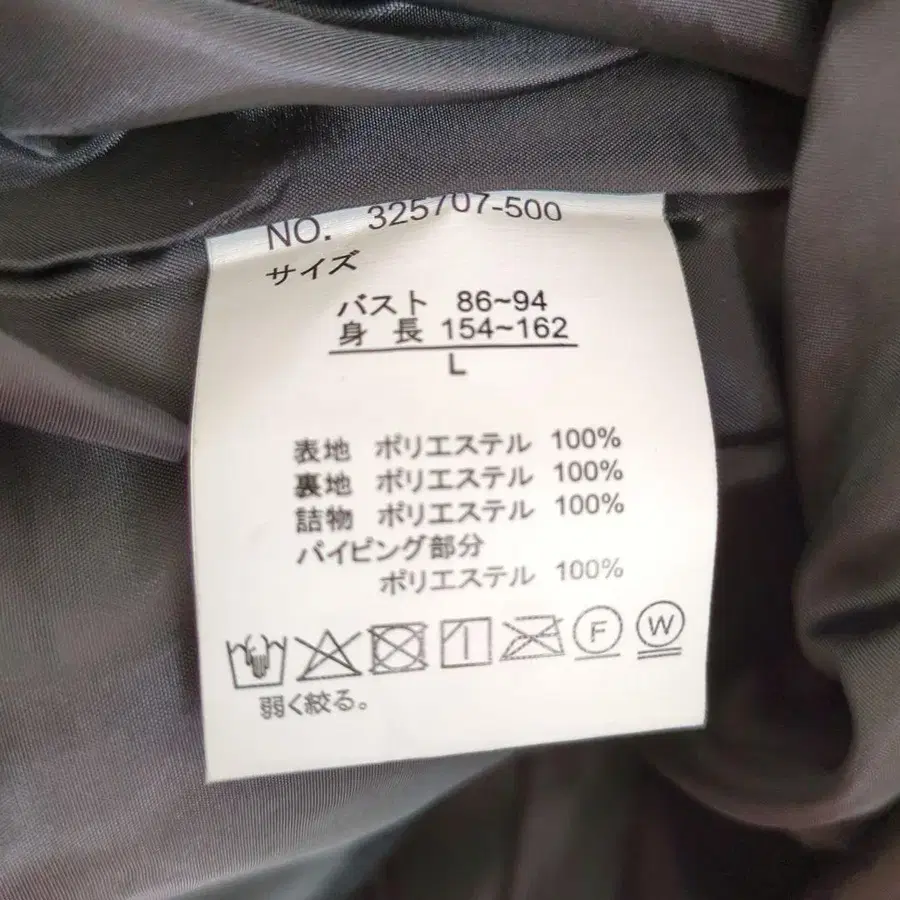 NO. 325707-500
サイズ
バスト 86~94
身長 154~162
L
表地 ポリエステル 100%
裏地 ポリエステル 100%
詰物 ポリエステル 100%
パイピング部分
ポリエステル 100%
F W
弱く絞る。